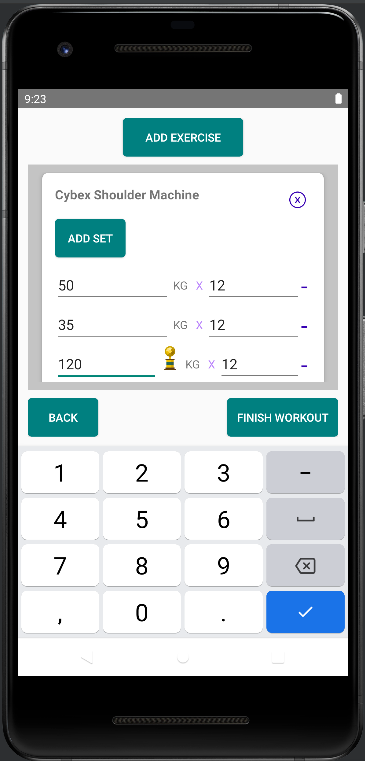 9:23
ADD EXERCISE
Cybex Shoulder Machine
X
ADD SET
50 KG X 12 -
35 KG X 12 -
120 KG X 12 -
BACK FINISH WORKOUT
1 2 3 -
4 5 6
7 8 9
, 0 .